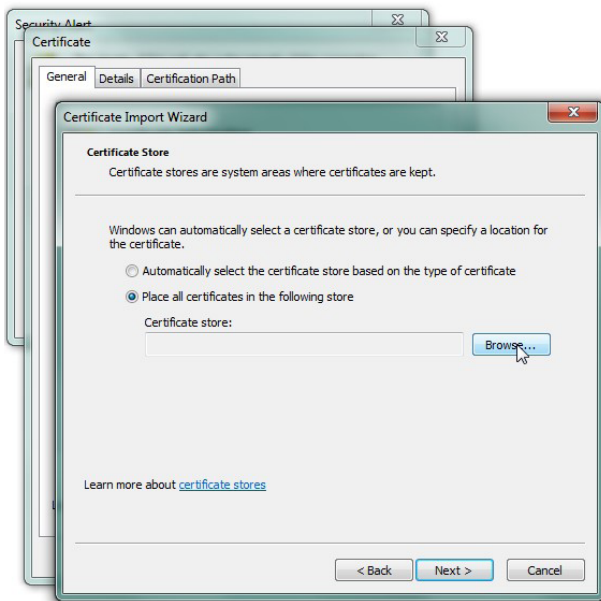 Security Alert
Certificate
General Details Certification Path
Certificate Import Wizard
Certificate Store
Certificate stores are system areas where certificates are kept.
Windows can automatically select a certificate store, or you can specify a location for
the certificate.
Automatically select the certificate store based on the type of certificate
Place all certificates in the following store
Certificate store:
Browse...
Learn more about certificate stores
< Back Next > Cancel